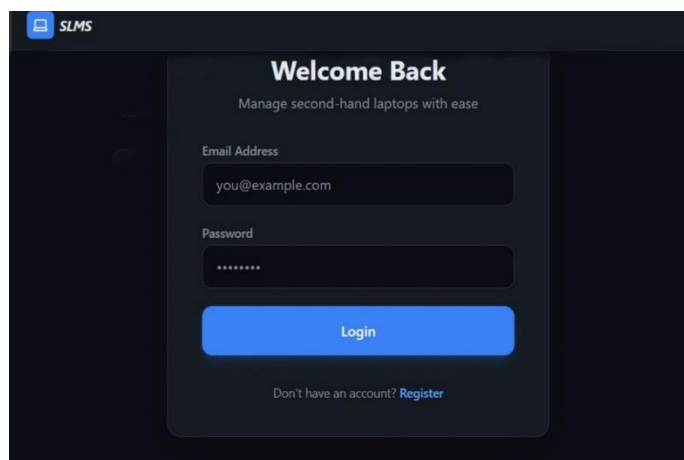 SLMS
Welcome Back
Manage second-hand laptops with ease
Email Address
you@example.com
Password
••••••••
Login
Don't have an account? Register